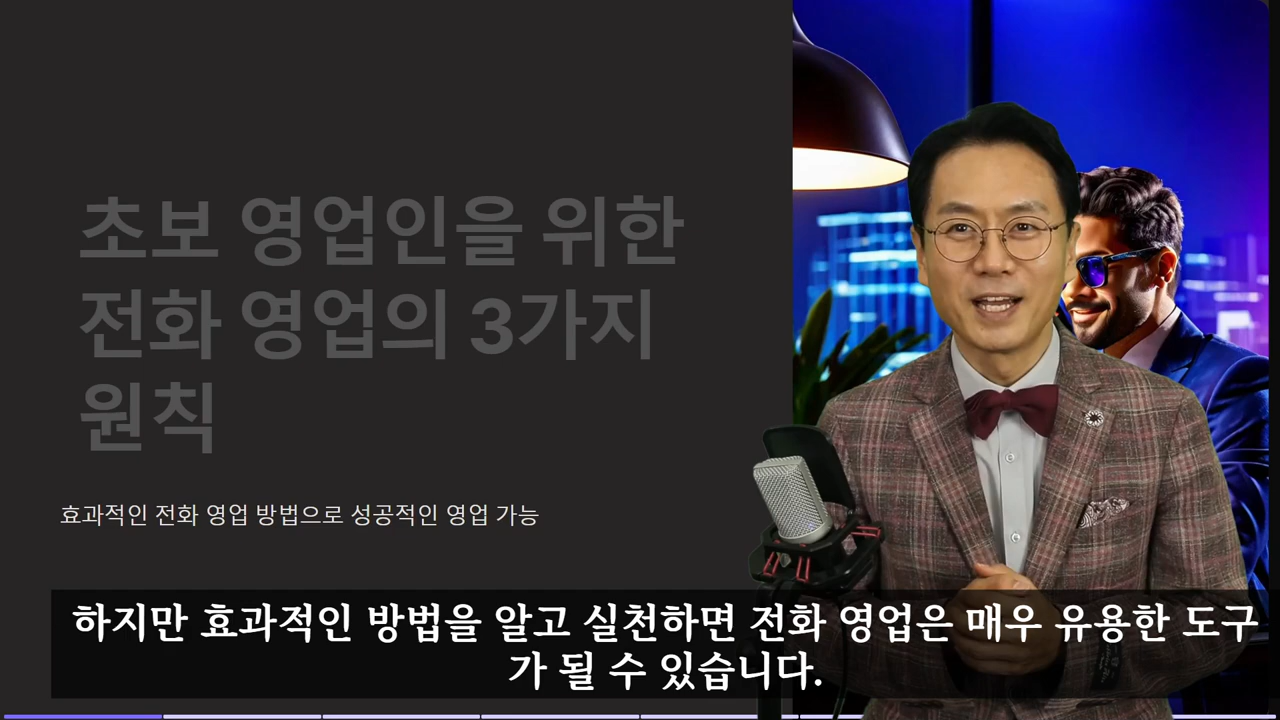 초보 영업인을 위한
전화 영업의 3가지
원칙
효과적인 전화 영업 방법으로 성공적인 영업 가능
하지만 효과적인 방법을 알고 실천하면 전화 영업은 매우 유용한 도구
가 될 수 있습니다.